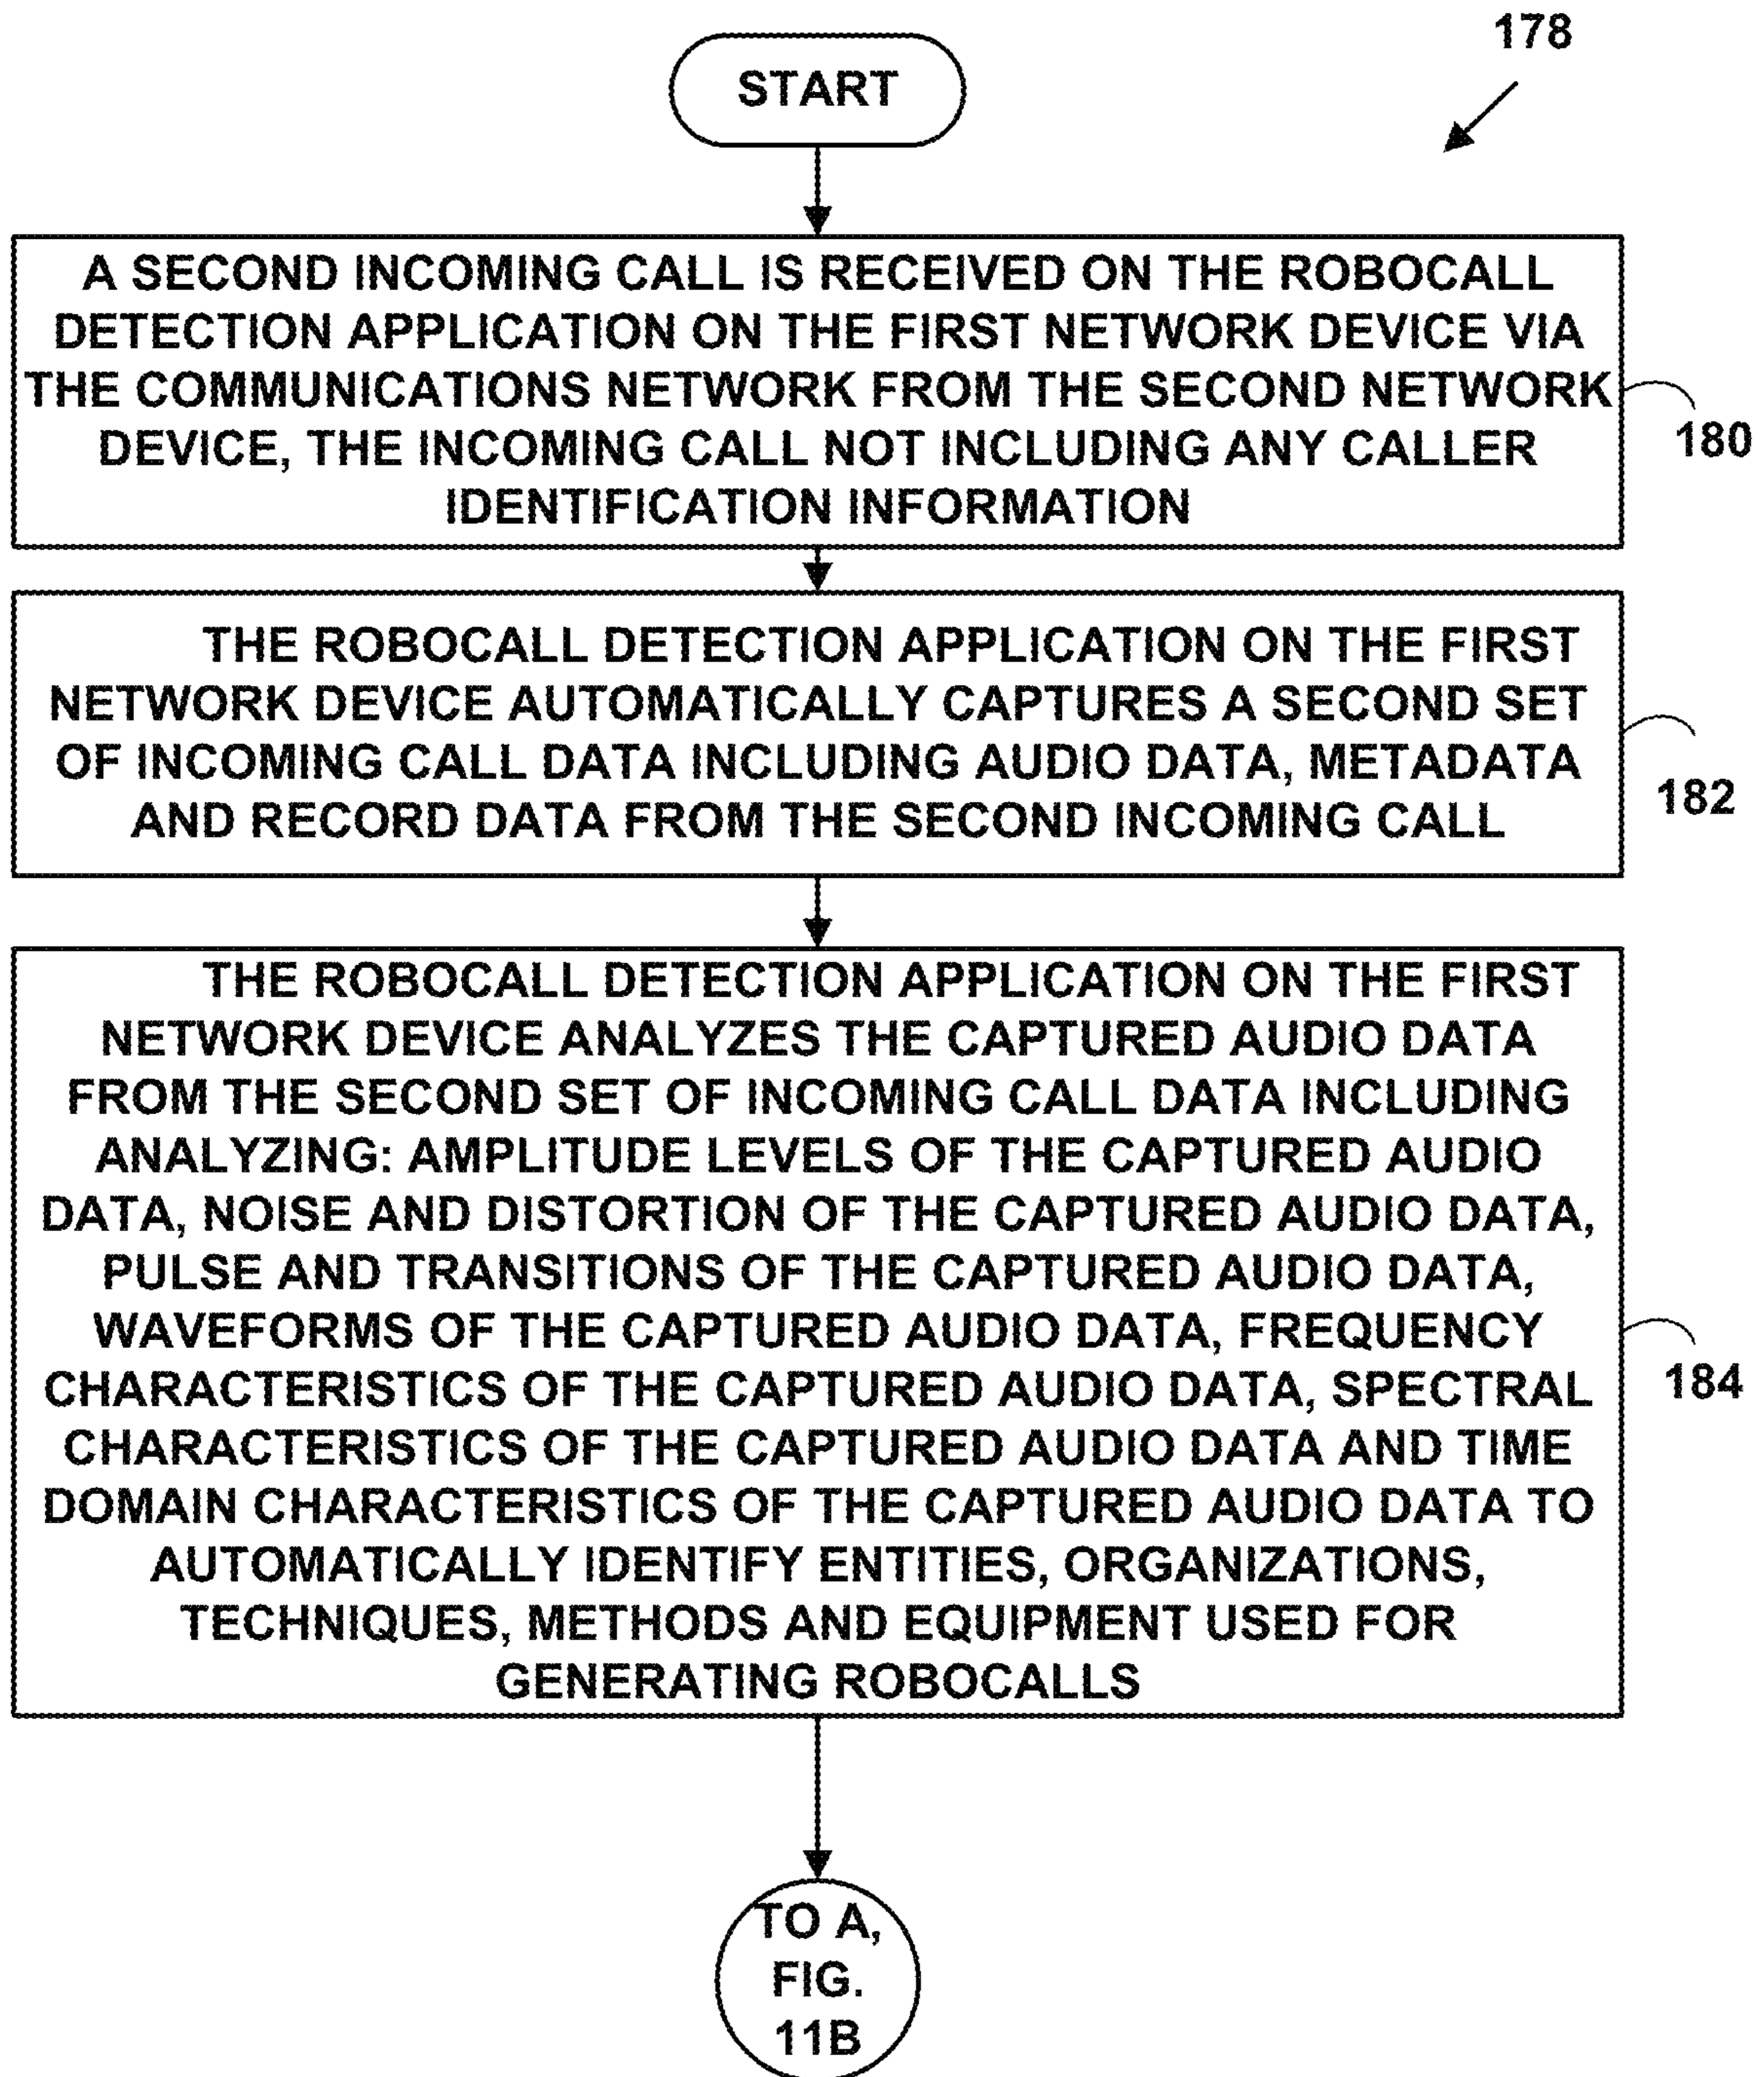 178
START
A SECOND INCOMING CALL IS RECEIVED ON THE ROBOCALL
DETECTION APPLICATION ON THE FIRST NETWORK DEVICE VIA
THE COMMUNICATIONS NETWORK FROM THE SECOND NETWORK
DEVICE, THE INCOMING CALL NOT INCLUDING ANY CALLER
IDENTIFICATION INFORMATION
180
THE ROBOCALL DETECTION APPLICATION ON THE FIRST
NETWORK DEVICE AUTOMATICALLY CAPTURES A SECOND SET
OF INCOMING CALL DATA INCLUDING AUDIO DATA, METADATA
AND RECORD DATA FROM THE SECOND INCOMING CALL
182
THE ROBOCALL DETECTION APPLICATION ON THE FIRST
NETWORK DEVICE ANALYZES THE CAPTURED AUDIO DATA
FROM THE SECOND SET OF INCOMING CALL DATA INCLUDING
ANALYZING: AMPLITUDE LEVELS OF THE CAPTURED AUDIO
DATA, NOISE AND DISTORTION OF THE CAPTURED AUDIO DATA,
PULSE AND TRANSITIONS OF THE CAPTURED AUDIO DATA,
WAVEFORMS OF THE CAPTURED AUDIO DATA, FREQUENCY
CHARACTERISTICS OF THE CAPTURED AUDIO DATA, SPECTRAL
CHARACTERISTICS OF THE CAPTURED AUDIO DATA AND TIME
DOMAIN CHARACTERISTICS OF THE CAPTURED AUDIO DATA TO
AUTOMATICALLY IDENTIFY ENTITIES, ORGANIZATIONS,
TECHNIQUES, METHODS AND EQUIPMENT USED FOR
GENERATING ROBOCALLS
184
TO A,
FIG.
11B